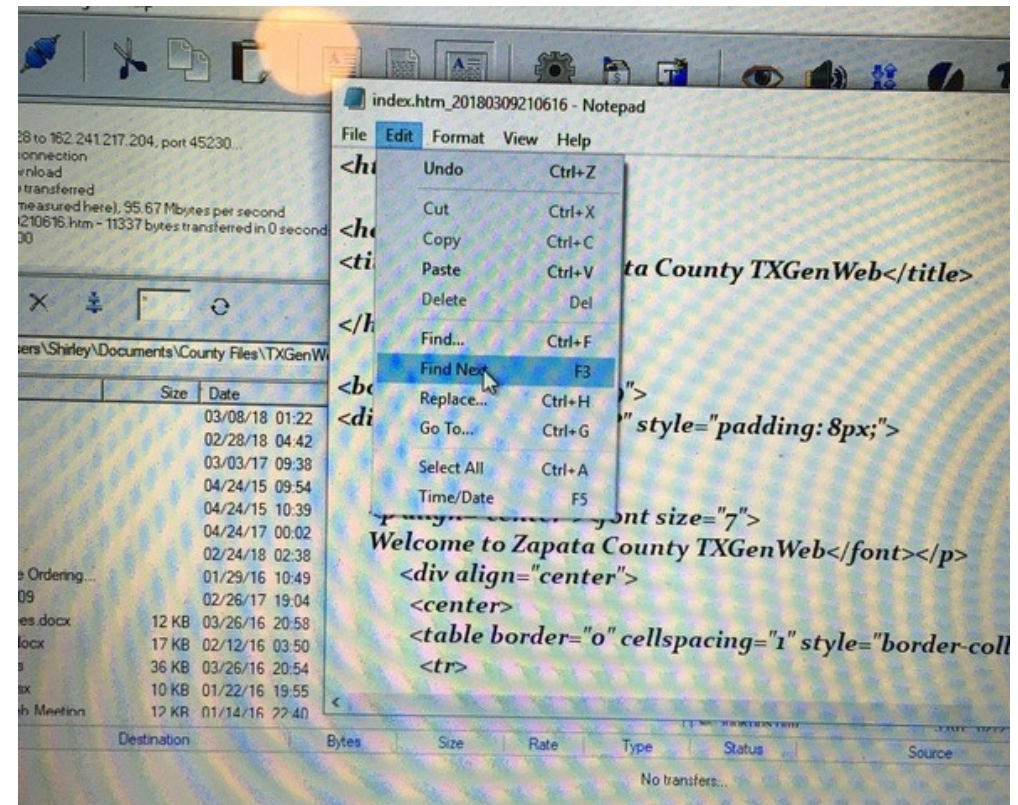 index.htm_20180309210616 - Notepad
File Edit Format View Help
Undo Ctrl+Z
Cut Ctrl+X
Copy Ctrl+C
Paste Ctrl+V
Delete Del
Find... Ctrl+F
Find Next F3
Replace... Ctrl+H
Go To... Ctrl+G
Select All Ctrl+A
Time/Date F5
ta County TXGenWeb</title>
">
" style="padding: 8px;">
font size="7">
Welcome to Zapata County TXGenWeb</font></p>
<div align="center">
<center>
<table border="0" cellspacing="1" style="border-coll
<tr>
28 to 162.241.217.204, port 45230...
transferred
measured here), 95.67 Mbytes per second
210616.htm - 11337 bytes transferred in 0 second
sers\Shirley\Documents\County Files\TXGenW
Size Date
03/08/18 01:22
02/28/18 04:42
03/03/17 09:38
04/24/15 09:54
04/24/15 10:39
04/24/17 00:02
02/24/18 02:38
Ordering... 01/29/16 10:49
09 02/26/17 19:04
es.docx 12 KB 03/26/16 20:58
ocx 17 KB 02/12/16 03:50
s 36 KB 03/26/16 20:54
sx 10 KB 01/22/16 19:55
Meeting 12 KB 01/14/16 22:40
Destination Bytes Size Rate Type Status Source
No transfers...